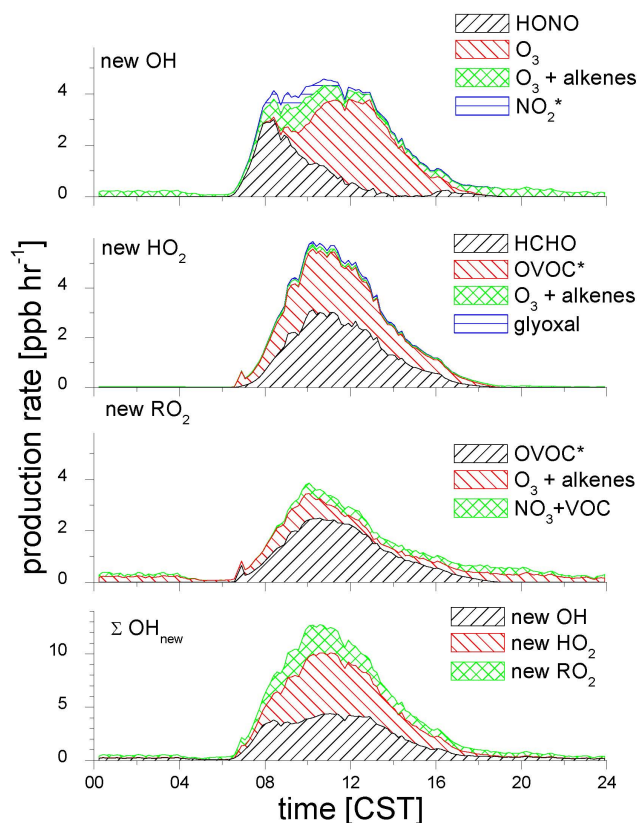 new OH
HONO
O3
O3 + alkenes
NO2*
4
2
0
new HO2
HCHO
OVOC*
O3 + alkenes
glyoxal
4
2
0
new RO2
OVOC*
O3 + alkenes
NO3+VOC
4
2
0
Σ OHnew
new OH
new HO2
new RO2
10
5
0
00 04 08 12 16 20 24
time [CST]
production rate [ppb hr-1]